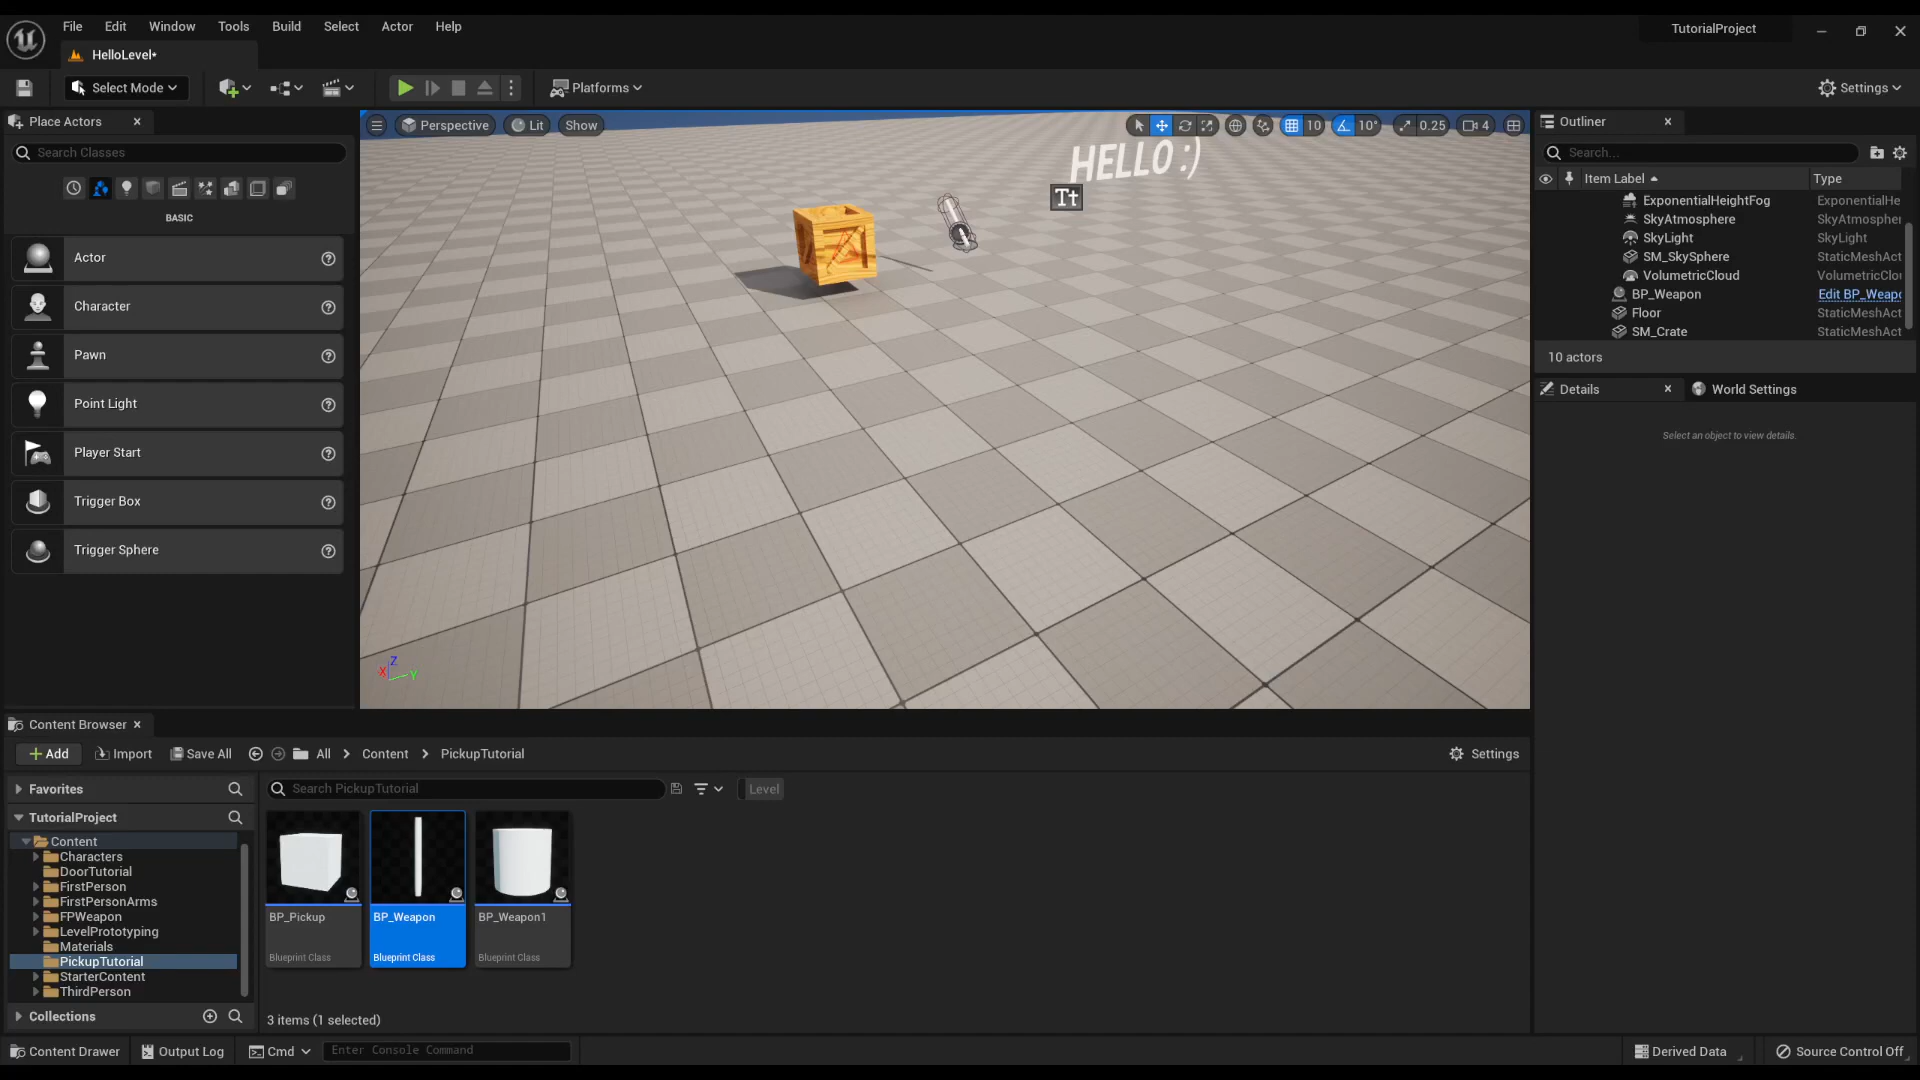 File Edit Window Tools Build Select Actor Help
TutorialProject
HelloLevel*
Select Mode
Platforms
Settings
Place Actors
Search Classes
BASIC
Actor
Character
Pawn
Point Light
Player Start
Trigger Box
Trigger Sphere
Perspective Lit Show
10 10° 0.25 4
HELLO :)
Tt
X Z Y
Outliner
Search...
Item Label Type
ExponentialHeightFog ExponentialHe
SkyAtmosphere SkyAtmospher
SkyLight SkyLight
SM_SkySphere StaticMeshAct
VolumetricCloud VolumetricClou
BP_Weapon Edit BP_Weapo
Floor StaticMeshAct
SM_Crate StaticMeshAct
10 actors
Details World Settings
Select an object to view details.
Content Browser
Add Import Save All All Content PickupTutorial Settings
Favorites
TutorialProject
Content
Characters
DoorTutorial
FirstPerson
FirstPersonArms
FPWeapon
LevelPrototyping
Materials
PickupTutorial
StarterContent
ThirdPerson
Collections
Search PickupTutorial
Level
BP_Pickup
Blueprint Class
BP_Weapon
Blueprint Class
BP_Weapon1
Blueprint Class
3 items (1 selected)
Content Drawer Output Log Cmd Enter Console Command Derived Data Source Control Off